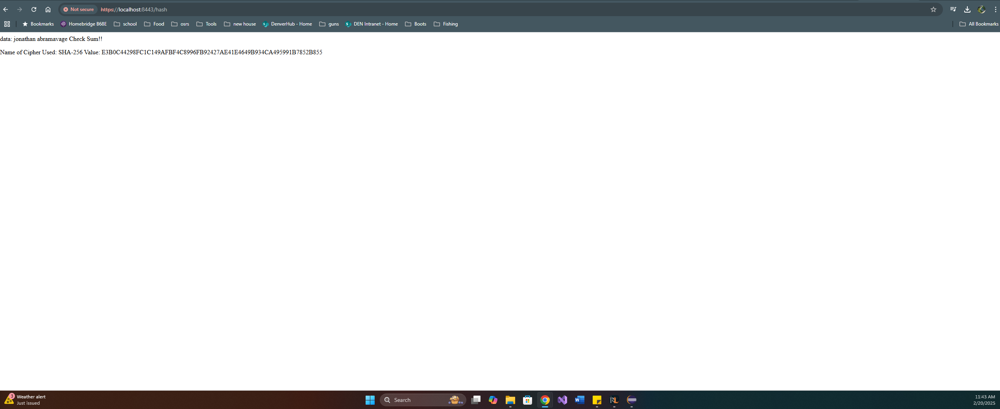 Not secure https://localhost:8443/hash
Bookmarks Homebridge B68E school Food osrs Tools new house DenverHub - Home guns DEN Intranet - Home Boots Fishing All Bookmarks
data: jonathan abramavage Check Sum!!
Name of Cipher Used: SHA-256 Value: E3B0C44298FC1C149AFBF4C8996FB92427AE41E4649B934CA495991B7852B855
3 Weather alert
Just issued
Search
RL
11:43 AM
2/20/2025